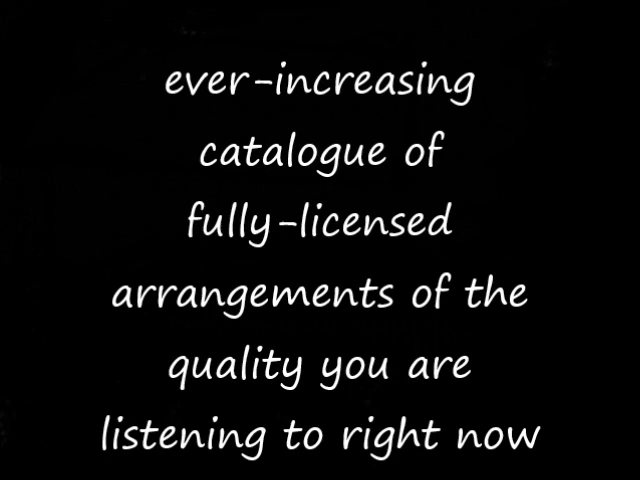 ever-increasing
catalogue of
fully-licensed
arrangements of the
quality you are
listening to right now